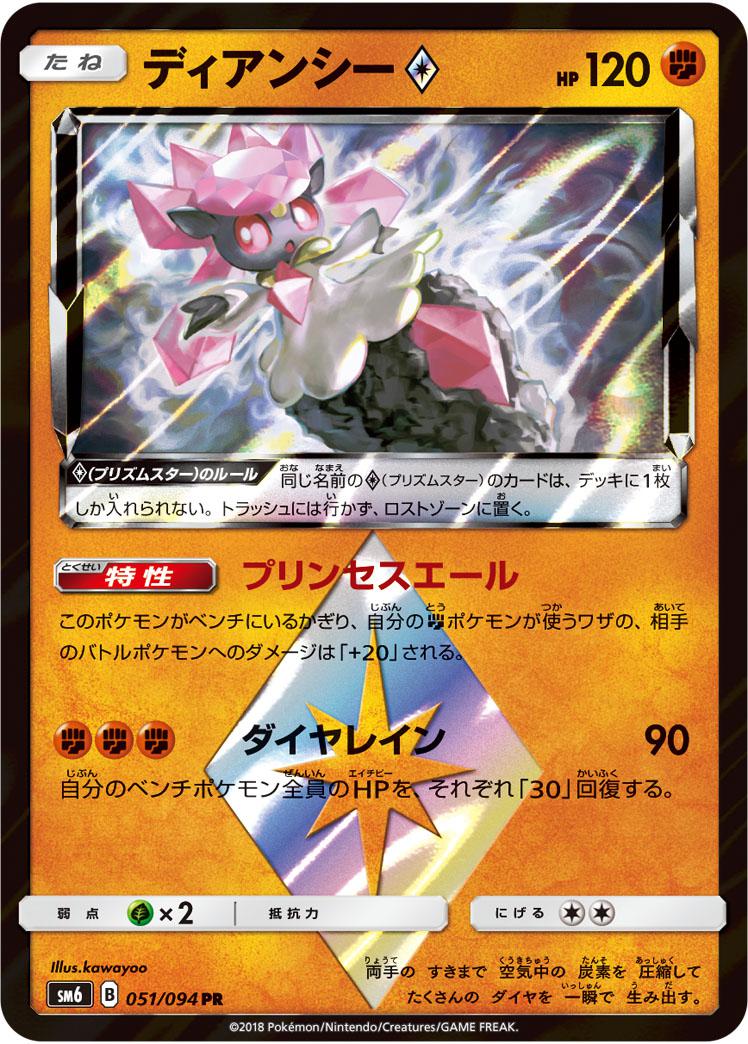 たね
ディアンシー◇
HP 120
◇(プリズムスター)のルール
同じ名前の◇(プリズムスター)のカードは、デッキに1枚
しか入れられない。トラッシュには行かず、ロストゾーンに置く。
とくせい
特性
プリンセスエール
このポケモンがベンチにいるかぎり、自分のポケモンが使うワザの、相手
のバトルポケモンへのダメージは「+20」される。
ダイヤレイン 90
自分のベンチポケモン全員のHPを、それぞれ「30」回復する。
弱点 ×2 抵抗力 にげる
Illus.kawayoo
両手の すきまで 空気中の 炭素を 圧縮して
たくさんの ダイヤを 一瞬で 生み出す。
SM6 B 051/094 PR
©2018 Pokémon/Nintendo/Creatures/GAME FREAK.